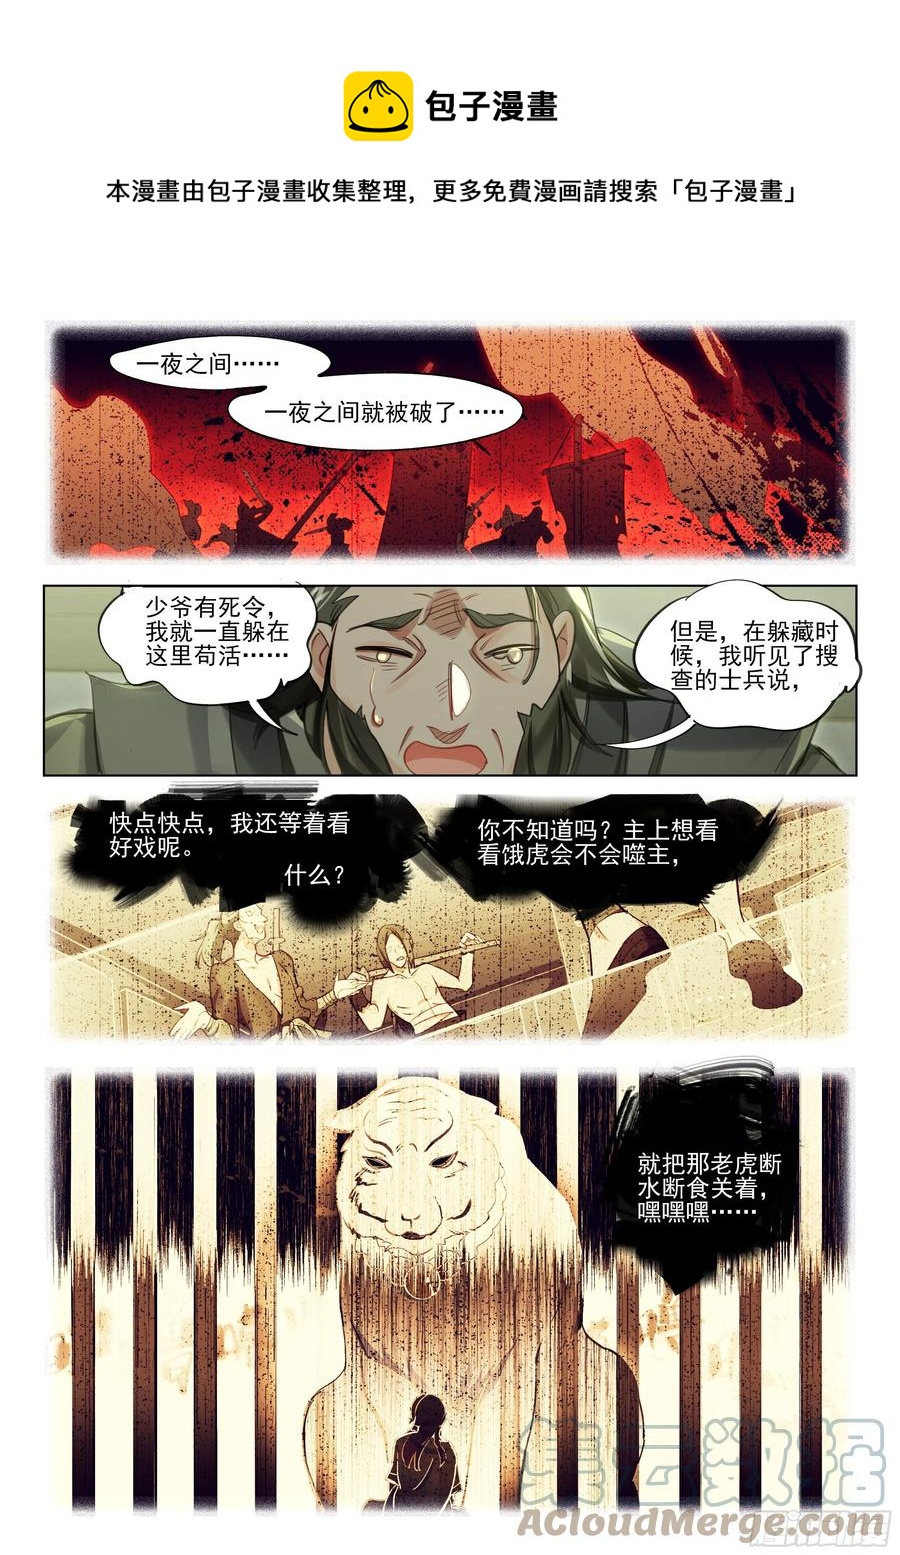 包子漫畫
本漫畫由包子漫畫收集整理，更多免費漫画請搜索「包子漫畫」
一夜之间……
一夜之间就被破了……
少爷有死令，
我就一直躲在
这里苟活……
但是，在躲藏时
候，我听见了搜
查的士兵说，
快点快点，我还等着看
好戏呢。
什么？
你不知道吗？主上想看
看饿虎会不会噬主，
就把那老虎断
水断食关着，
嘿嘿嘿……
集云数据
ACloudMerge.com